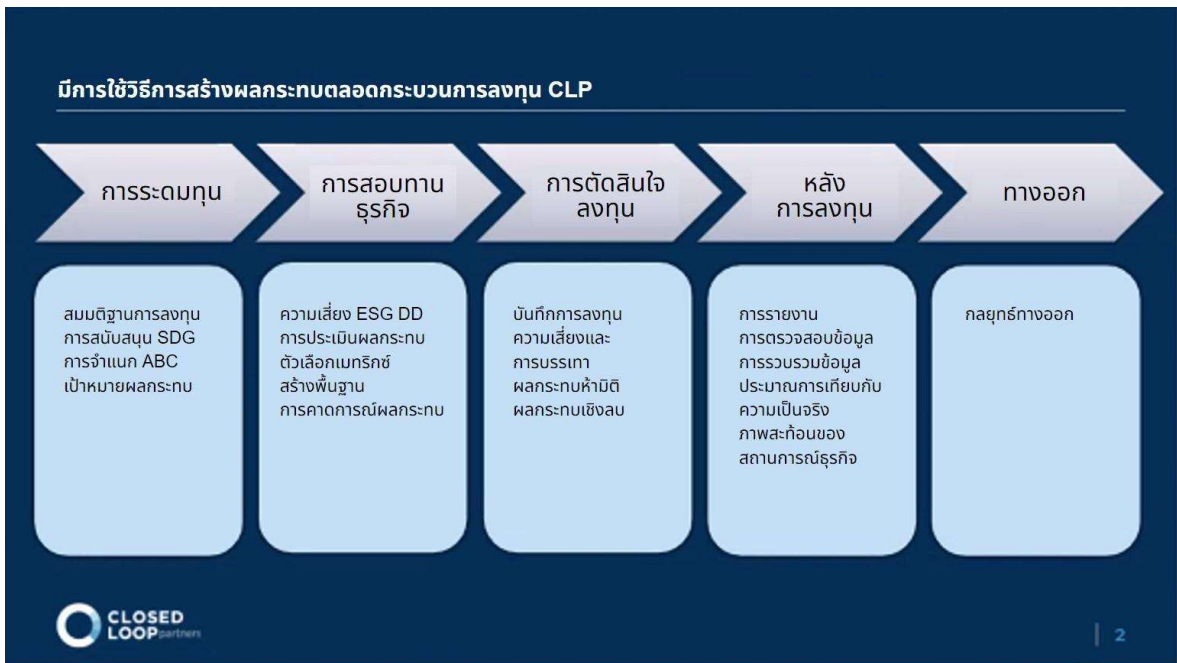 มีการใช้วิธีการสร้างผลกระทบตลอดกระบวนการลงทุน CLP
การระดมทุน
การสอบทาน
ธุรกิจ
การตัดสินใจ
ลงทุน
หลัง
การลงทุน
ทางออก
สมมติฐานการลงทุน
การสนับสนุน SDG
การจำแนก ABC
เป้าหมายผลกระทบ
ความเสี่ยง ESG DD
การประเมินผลกระทบ
ตัวเลือกเมทริกซ์
สร้างพื้นฐาน
การคาดการณ์ผลกระทบ
บันทึกการลงทุน
ความเสี่ยงและ
การบรรเทา
ผลกระทบห้ามิติ
ผลกระทบเชิงลบ
การรายงาน
การตรวจสอบข้อมูล
การรวบรวมข้อมูล
ประมาณการเทียบกับ
ความเป็นจริง
ภาพสะท้อนของ
สถานการณ์ธุรกิจ
กลยุทธ์ทางออก
CLOSED
LOOP partners
2